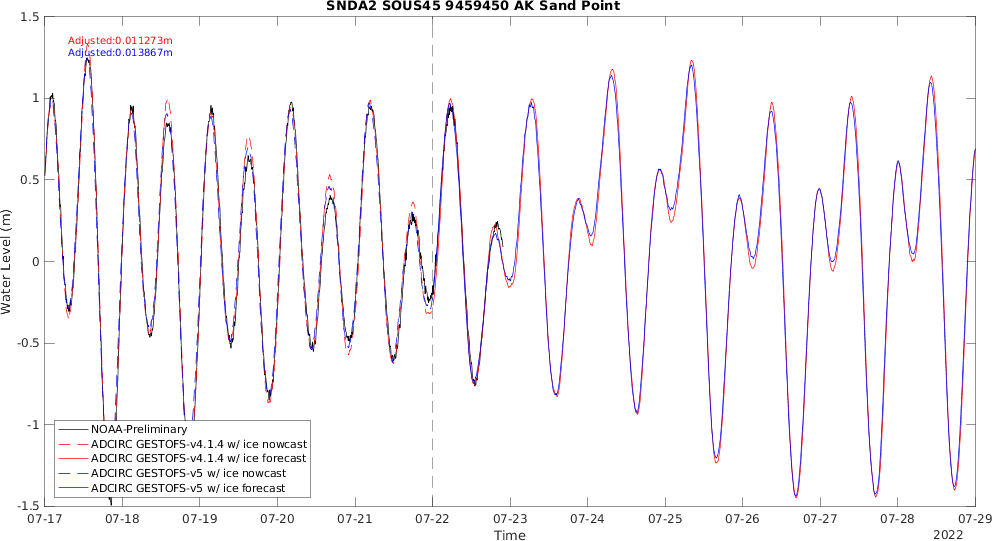 SNDA2 SOUS45 9459450 AK Sand Point
Adjusted:0.011273m
Adjusted:0.013867m
1.5
1
0.5
0
-0.5
-1
-1.5
Water Level (m)
NOAA-Preliminary
ADCIRC GESTOFS-v4.1.4 w/ ice nowcast
ADCIRC GESTOFS-v4.1.4 w/ ice forecast
ADCIRC GESTOFS-v5 w/ ice nowcast
ADCIRC GESTOFS-v5 w/ ice forecast
07-17 07-18 07-19 07-20 07-21 07-22 07-23 07-24 07-25 07-26 07-27 07-28 07-29
Time
2022